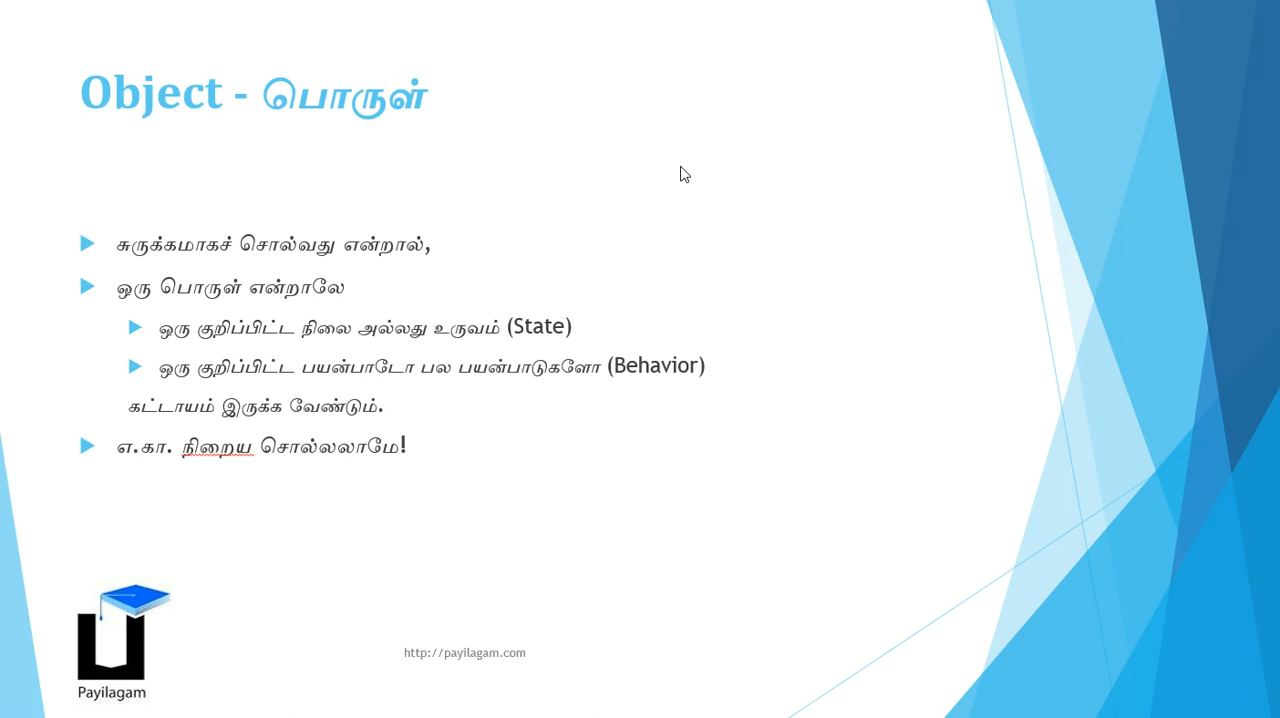 Object - பொருள்
சுருக்கமாகச் சொல்வது என்றால்,
ஒரு பொருள் என்றாலே
ஒரு குறிப்பிட்ட நிலை அல்லது உருவம் (State)
ஒரு குறிப்பிட்ட பயன்பாடோ பல பயன்பாடுகளோ (Behavior)
கட்டாயம் இருக்க வேண்டும்.
எ.கா. நிறைய சொல்லலாமே!
Payilagam
http://payilagam.com